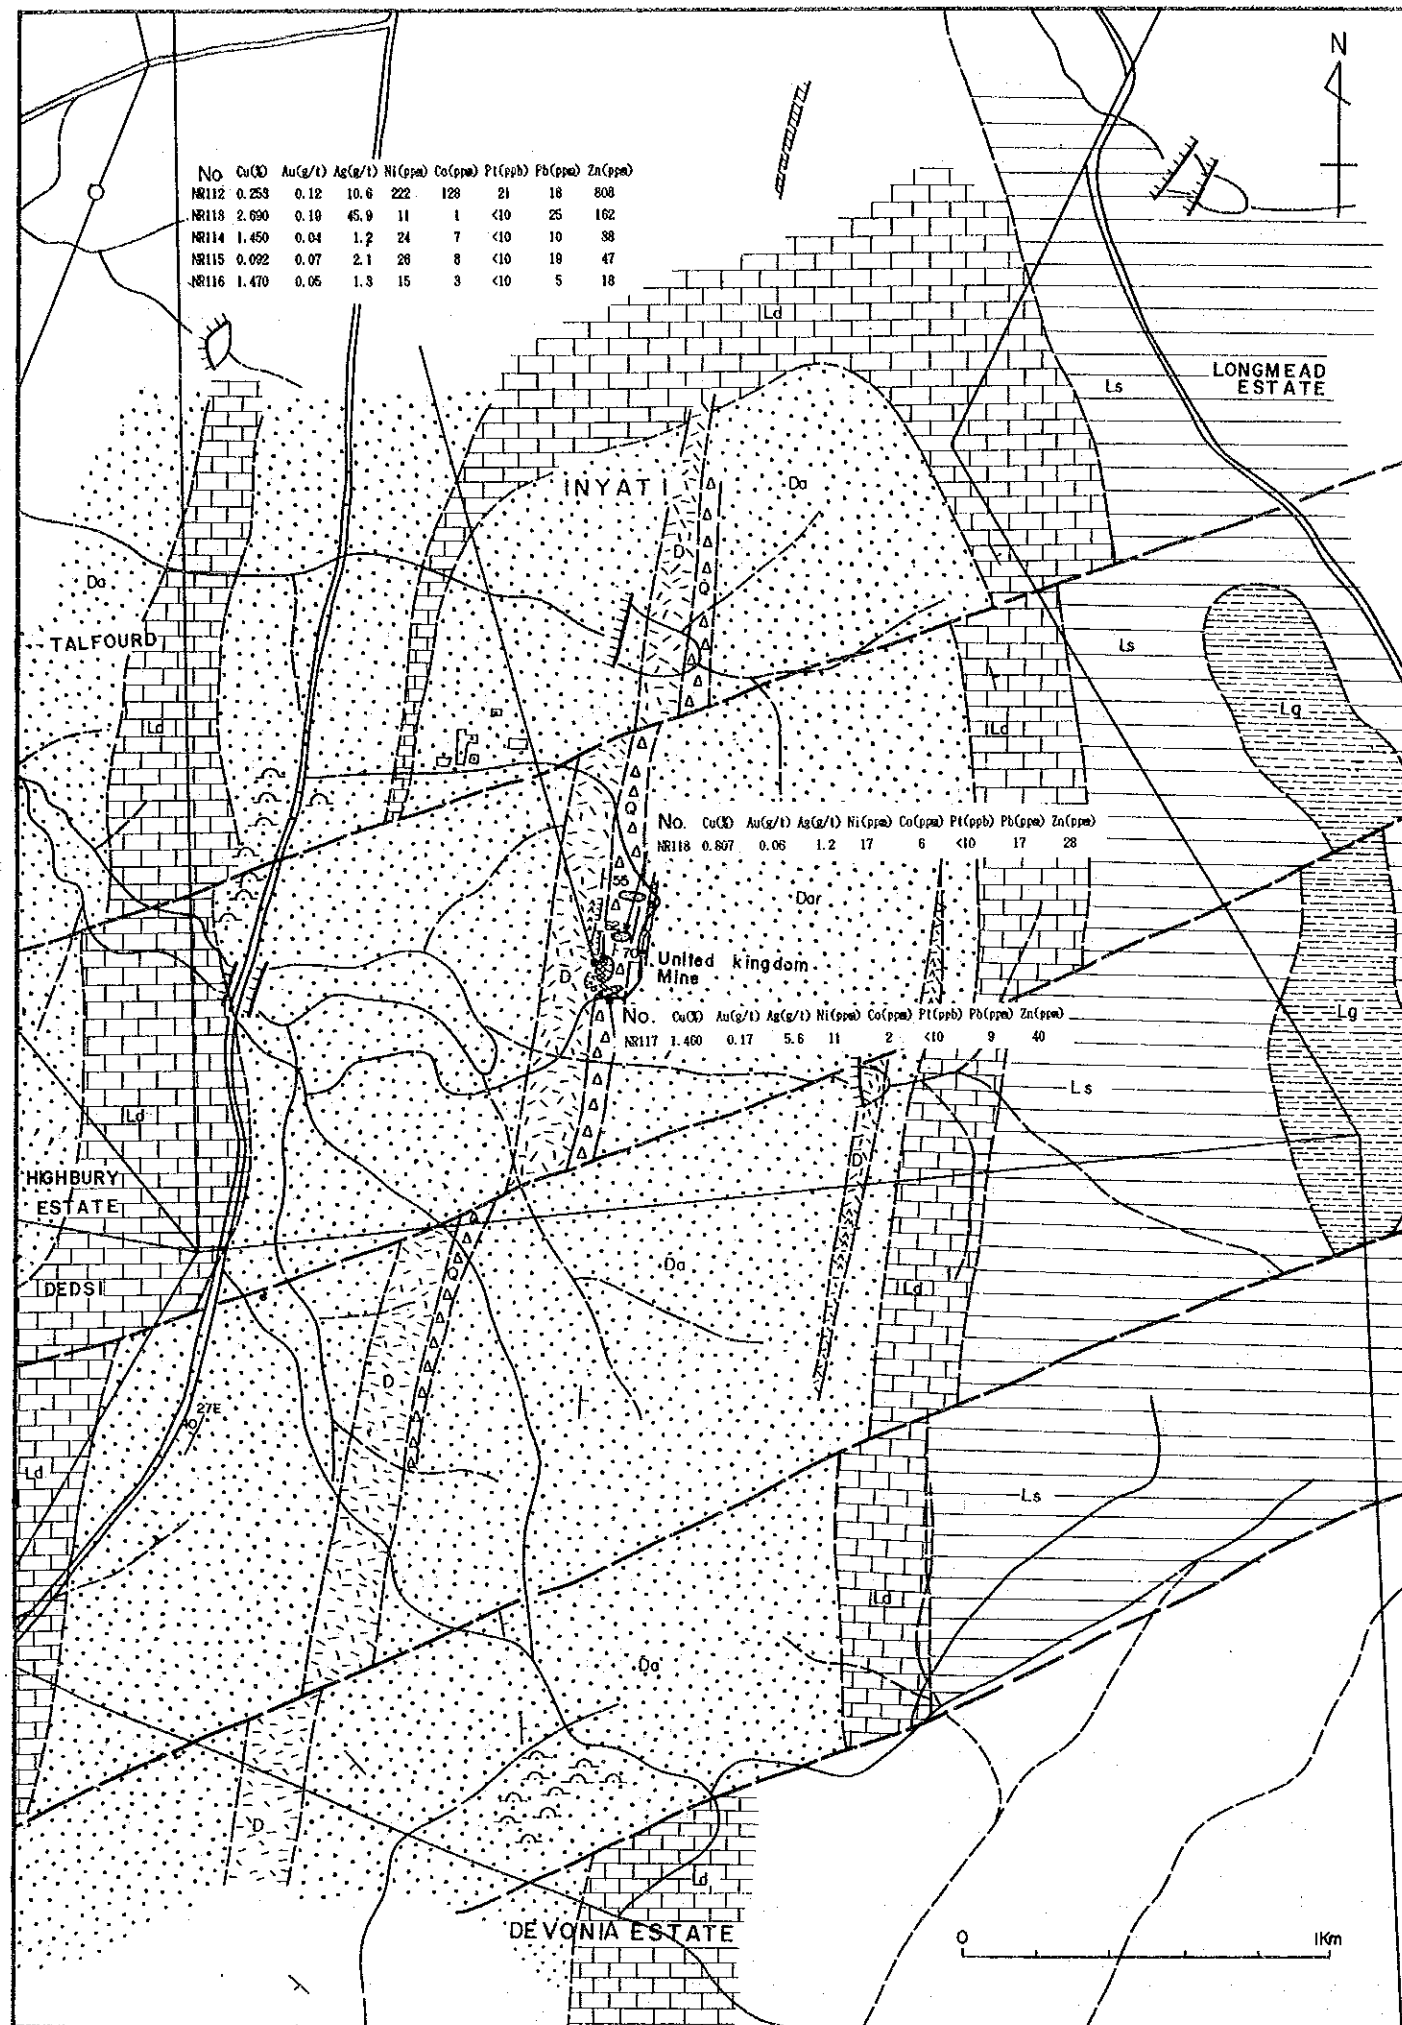 N
No Cu(%) Au(g/t) Ag(g/t) Ni(ppm) Co(ppm) Pt(ppb) Pb(ppm) Zn(ppm)
NR112 0.253 0.12 10.6 222 128 21 18 808
NR113 2.690 0.19 45.9 11 1 <10 25 162
NR114 1.450 0.04 1.2 24 7 <10 10 38
NR115 0.092 0.07 2.1 26 8 <10 19 47
NR116 1.470 0.05 1.3 15 3 <10 5 18
Ld
LONGMEAD
ESTATE
Ls
INYATI
Da
D
Q
Da
TALFOURD
Ls
Lg
Ld
Ld
Q
No. Cu(%) Au(g/t) Ag(g/t) Ni(ppm) Co(ppm) Pt(ppb) Pb(ppm) Zn(ppm)
NR118 0.807 0.06 1.2 17 6 <10 17 28
55
Dar
70
United kingdom
Mine
D
No. Cu(%) Au(g/t) Ag(g/t) Ni(ppm) Co(ppm) Pt(ppb) Pb(ppm) Zn(ppm)
NR117 1.460 0.17 5.6 11 2 <10 9 40
Lg
Ls
Ld
D
HIGHBURY
ESTATE
Da
Q
DEDSI
Ld
D
27E
40
Ld
Ls
Ld
Da
D
Ld
DEVONIA ESTATE
0 1Km